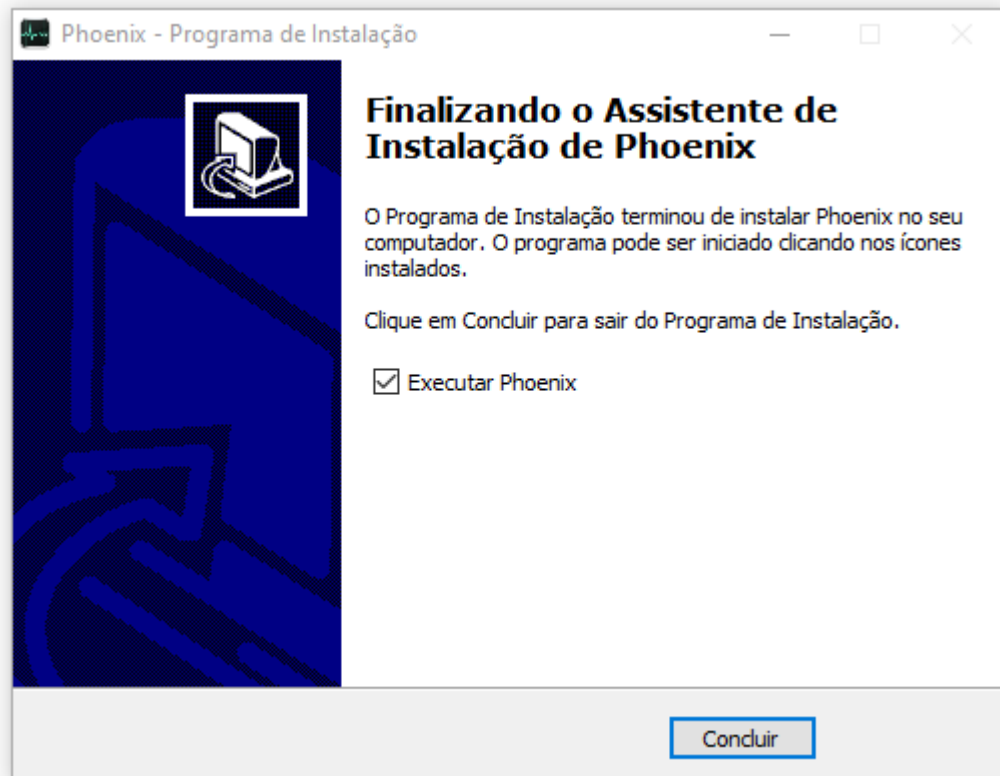 Phoenix - Programa de Instalação
Finalizando o Assistente de
Instalação de Phoenix
O Programa de Instalação terminou de instalar Phoenix no seu
computador. O programa pode ser iniciado clicando nos ícones
instalados.
Clique em Concluir para sair do Programa de Instalação.
Executar Phoenix
Concluir